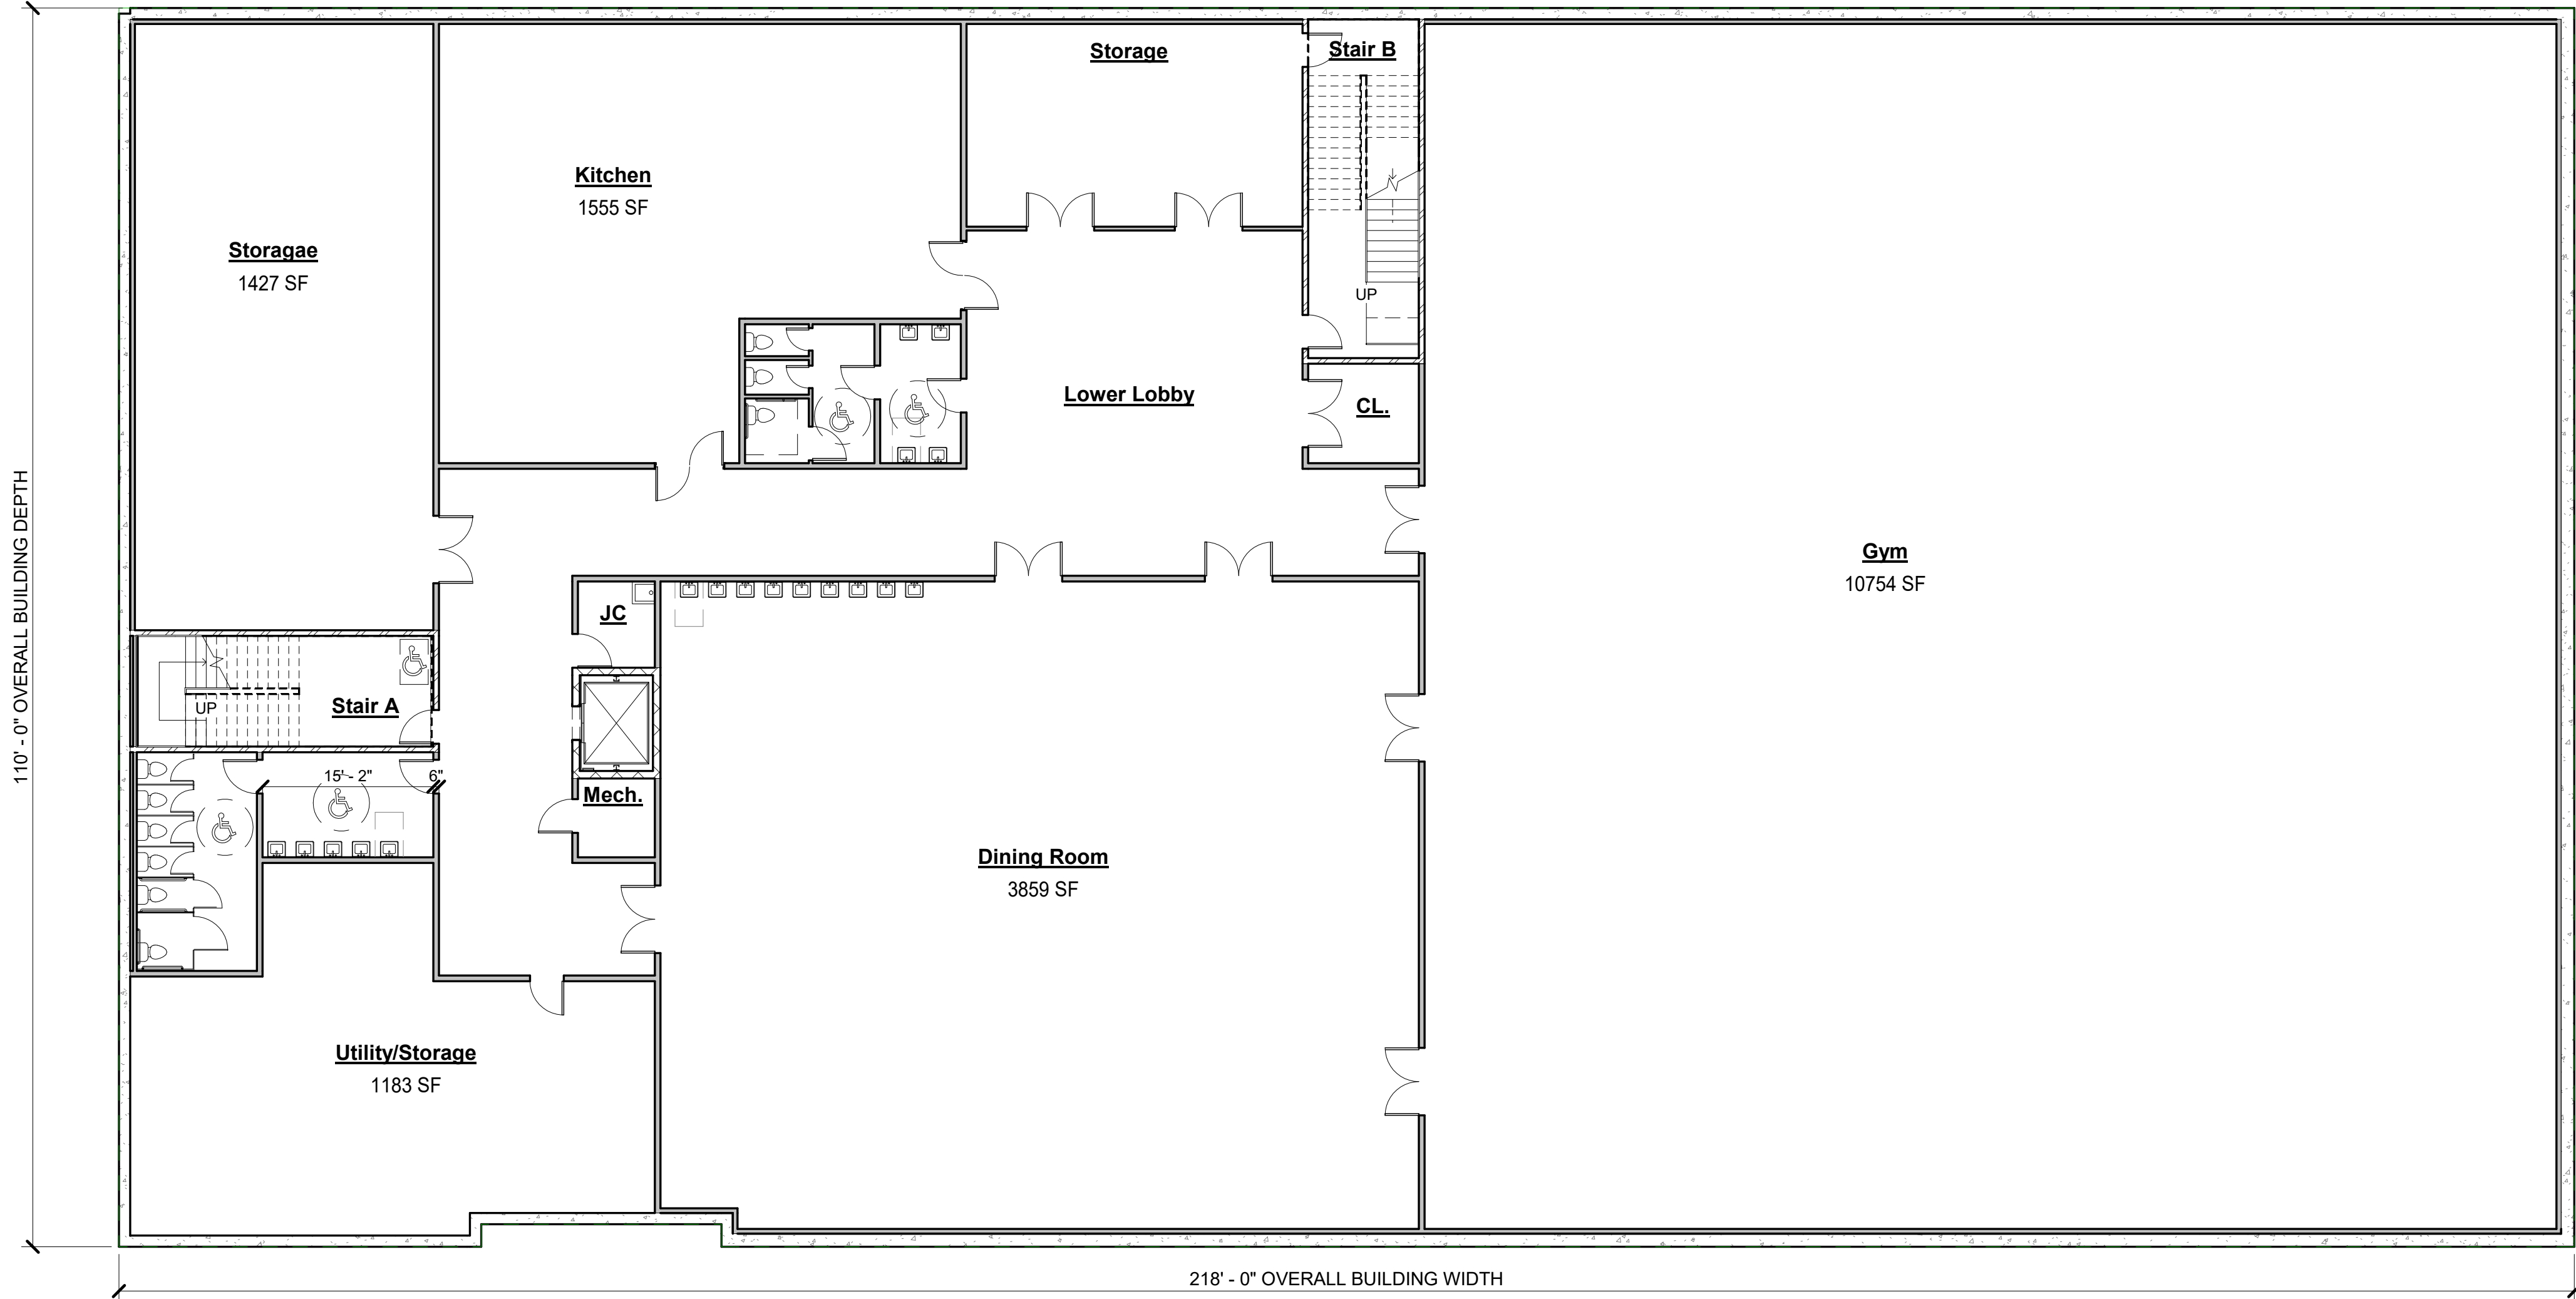 Storage
Stair B
Kitchen
1555 SF
Storagae
1427 SF
UP
Lower Lobby
CL.
110' - 0" OVERALL BUILDING DEPTH
Gym
10754 SF
JC
Stair A
UP
15' - 2"
6"
Mech.
Dining Room
3859 SF
Utility/Storage
1183 SF
218' - 0" OVERALL BUILDING WIDTH